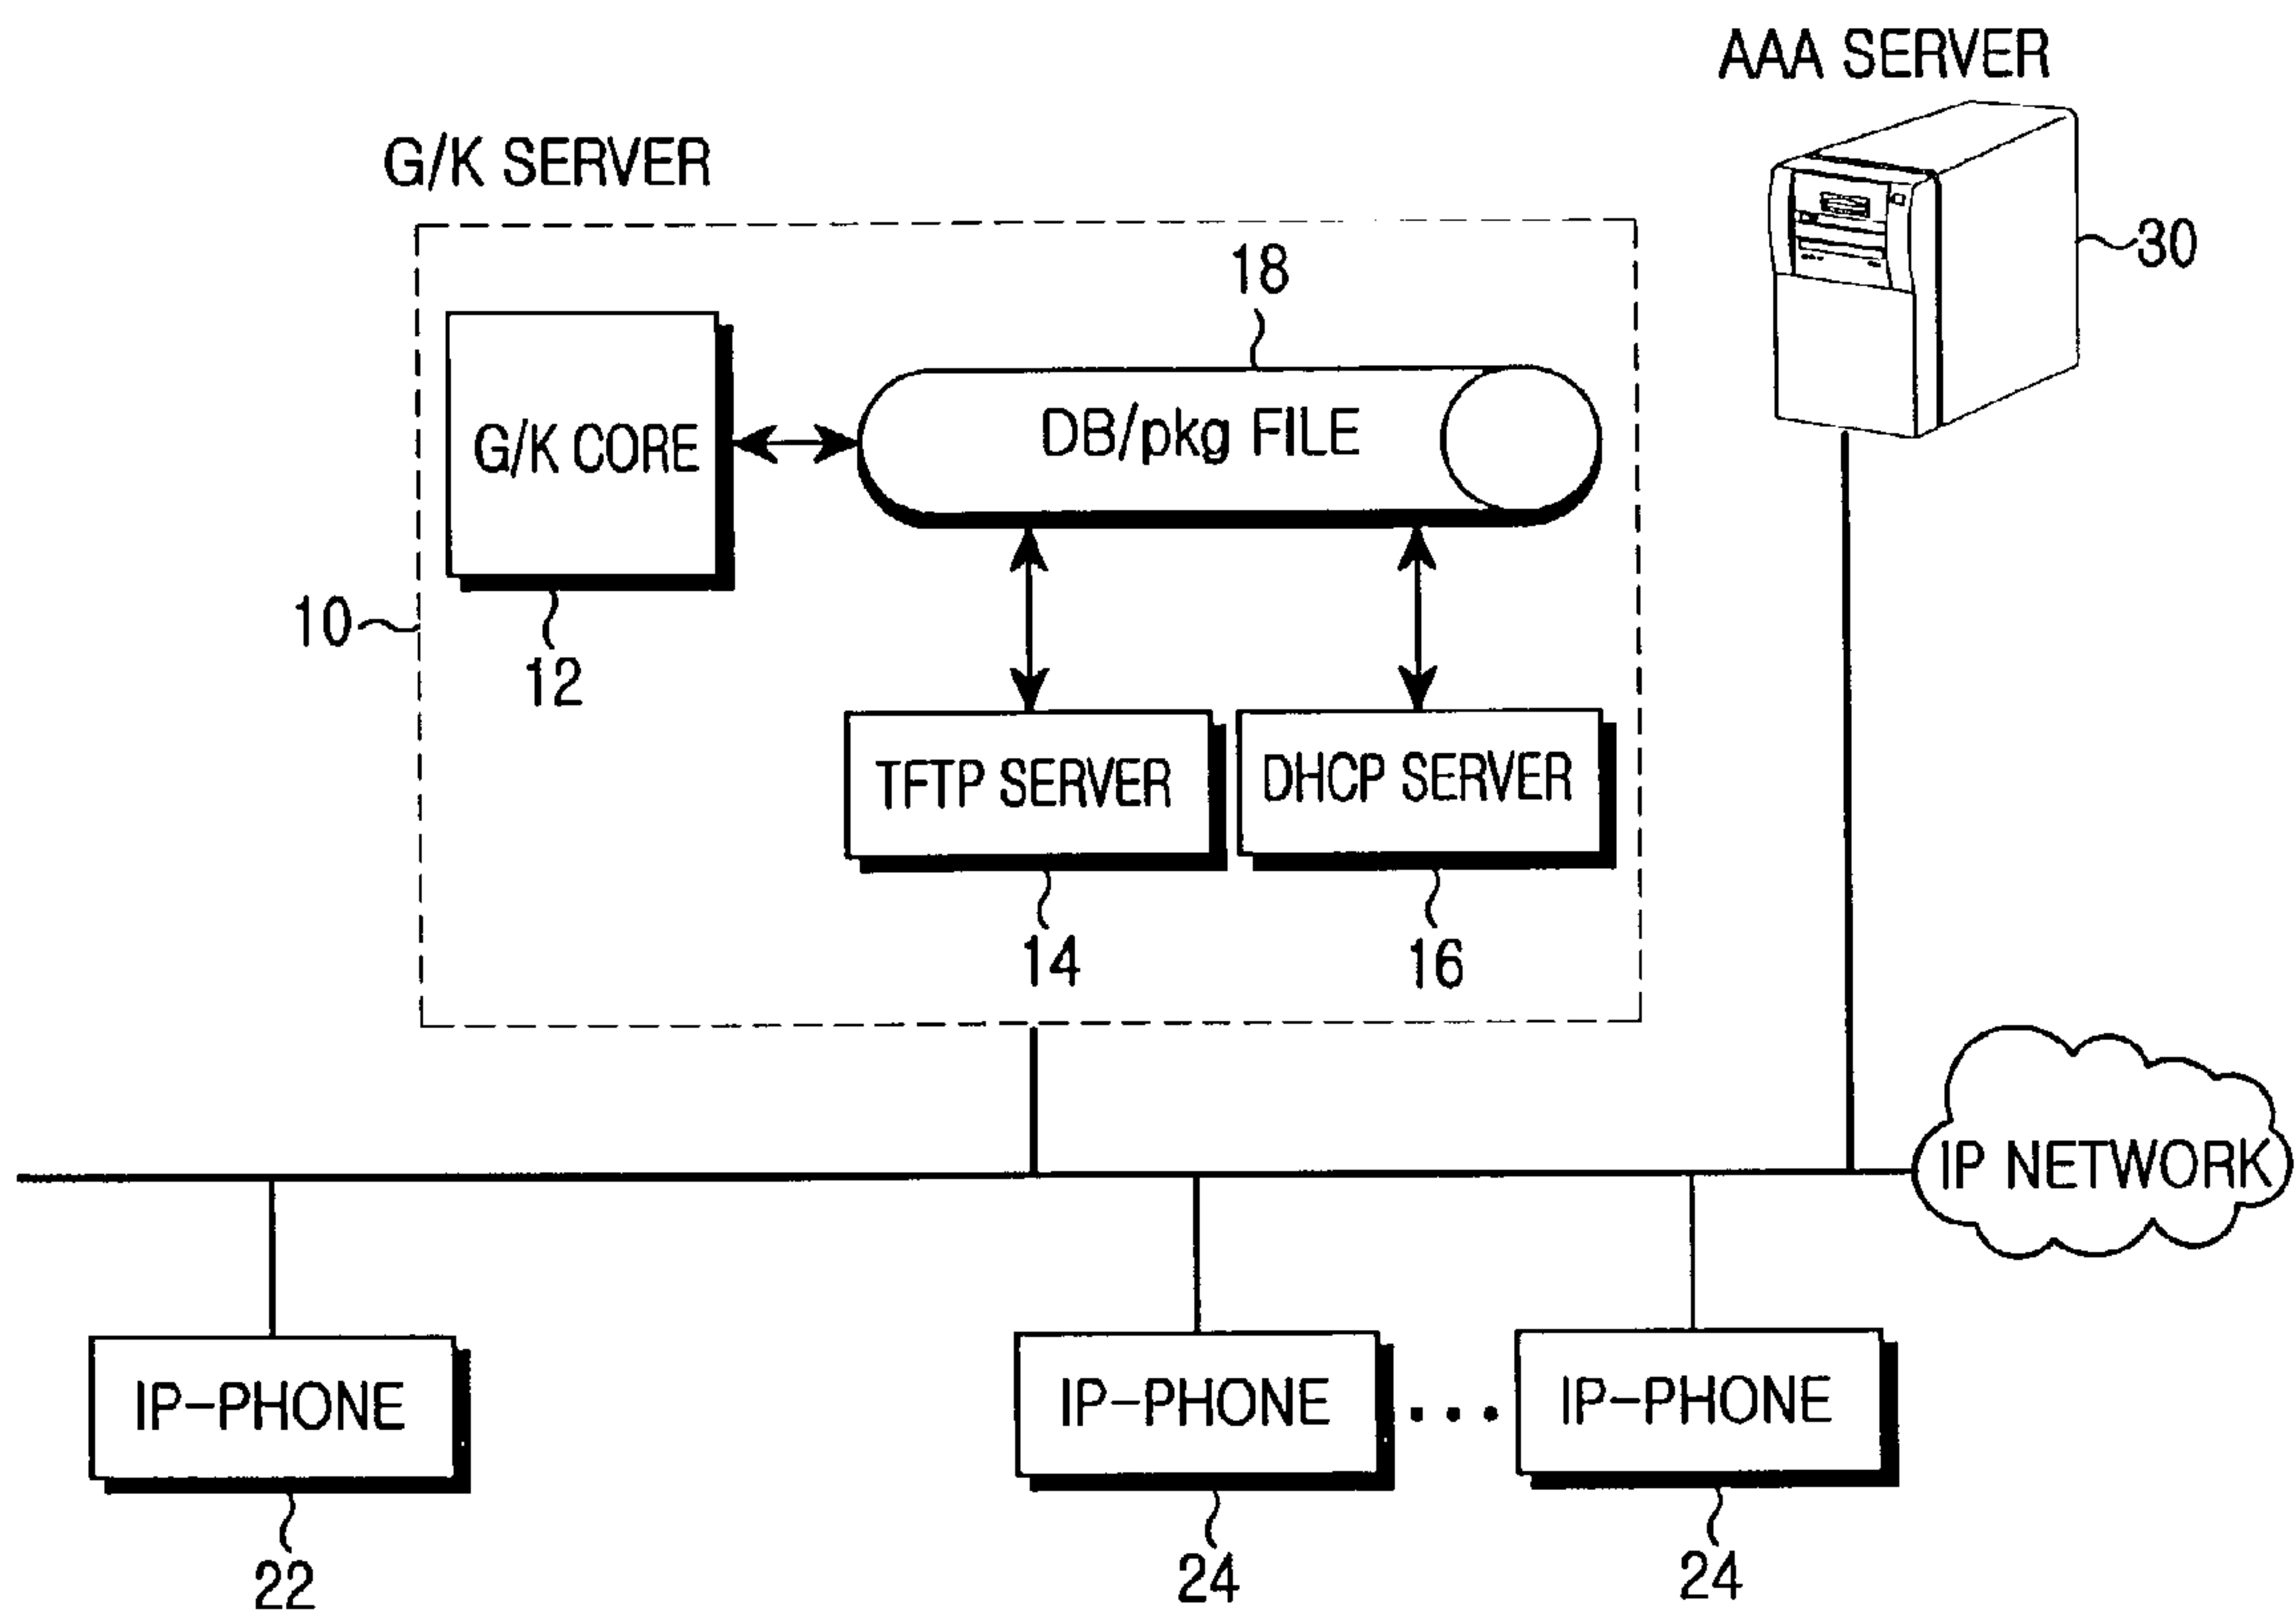 AAA SERVER
G/K SERVER
30
18
G/K CORE
DB/pkg FILE
10
12
TFTP SERVER
DHCP SERVER
14
16
IP NETWORK
IP-PHONE
IP-PHONE
...
IP-PHONE
22
24
24